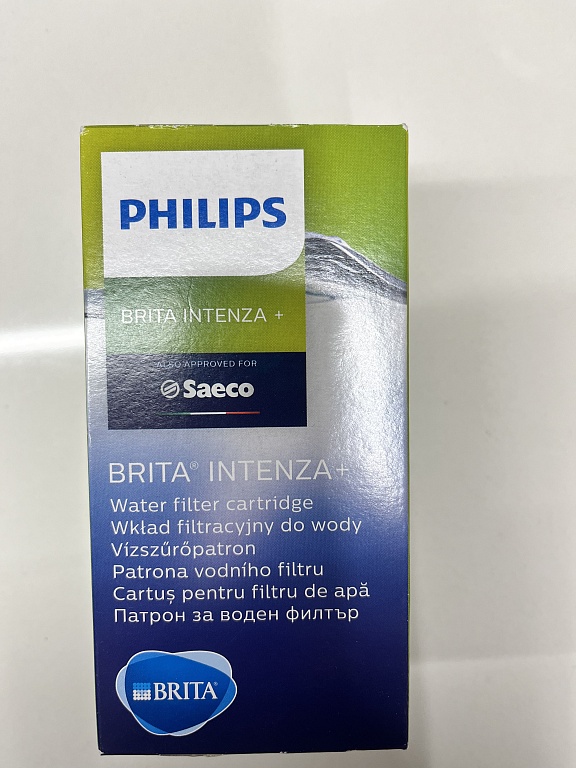 PHILIPS
BRITA INTENZA +
ALSO APPROVED FOR
Saeco
BRITA® INTENZA+
Water filter cartridge
Wkład filtracyjny do wody
Vízszűrőpatron
Patrona vodního filtru
Cartuș pentru filtru de apă
Патрон за воден филтър
BRITA®